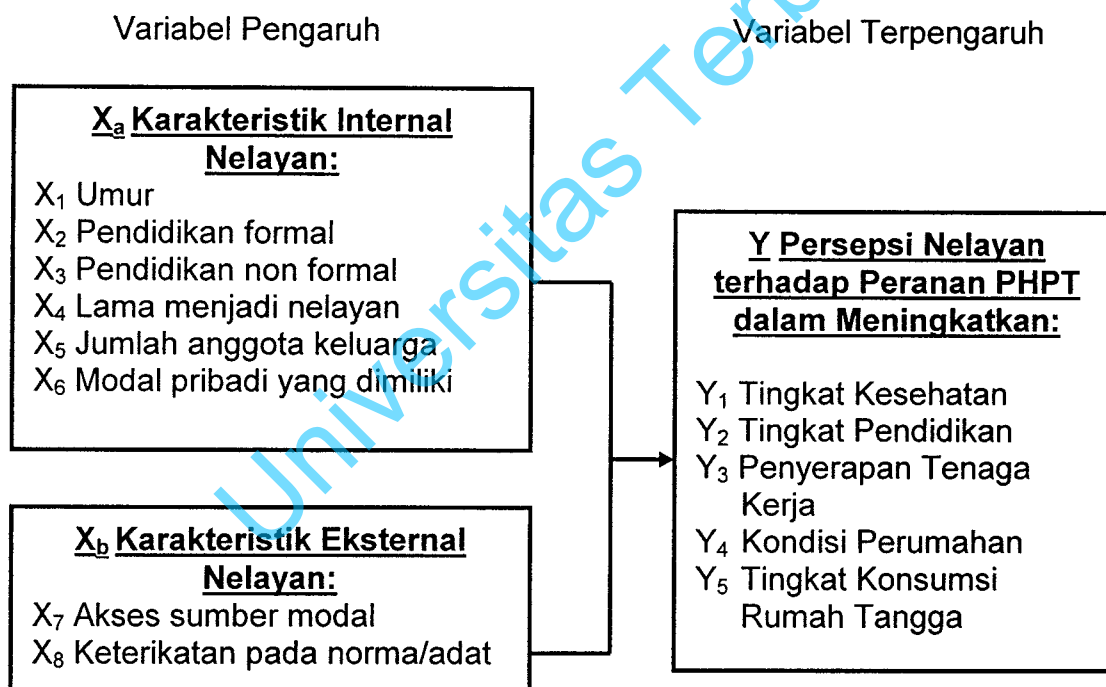 Variabel Pengaruh
Variabel Terpengaruh
Xa Karakteristik Internal
Nelayan:
X1 Umur
X2 Pendidikan formal
X3 Pendidikan non formal
X4 Lama menjadi nelayan
X5 Jumlah anggota keluarga
X6 Modal pribadi yang dimiliki
Xb Karakteristik Eksternal
Nelayan:
X7 Akses sumber modal
X8 Keterikatan pada norma/adat
Y Persepsi Nelayan
terhadap Peranan PHPT
dalam Meningkatkan:
Y1 Tingkat Kesehatan
Y2 Tingkat Pendidikan
Y3 Penyerapan Tenaga
Kerja
Y4 Kondisi Perumahan
Y5 Tingkat Konsumsi
Rumah Tangga
Universitas